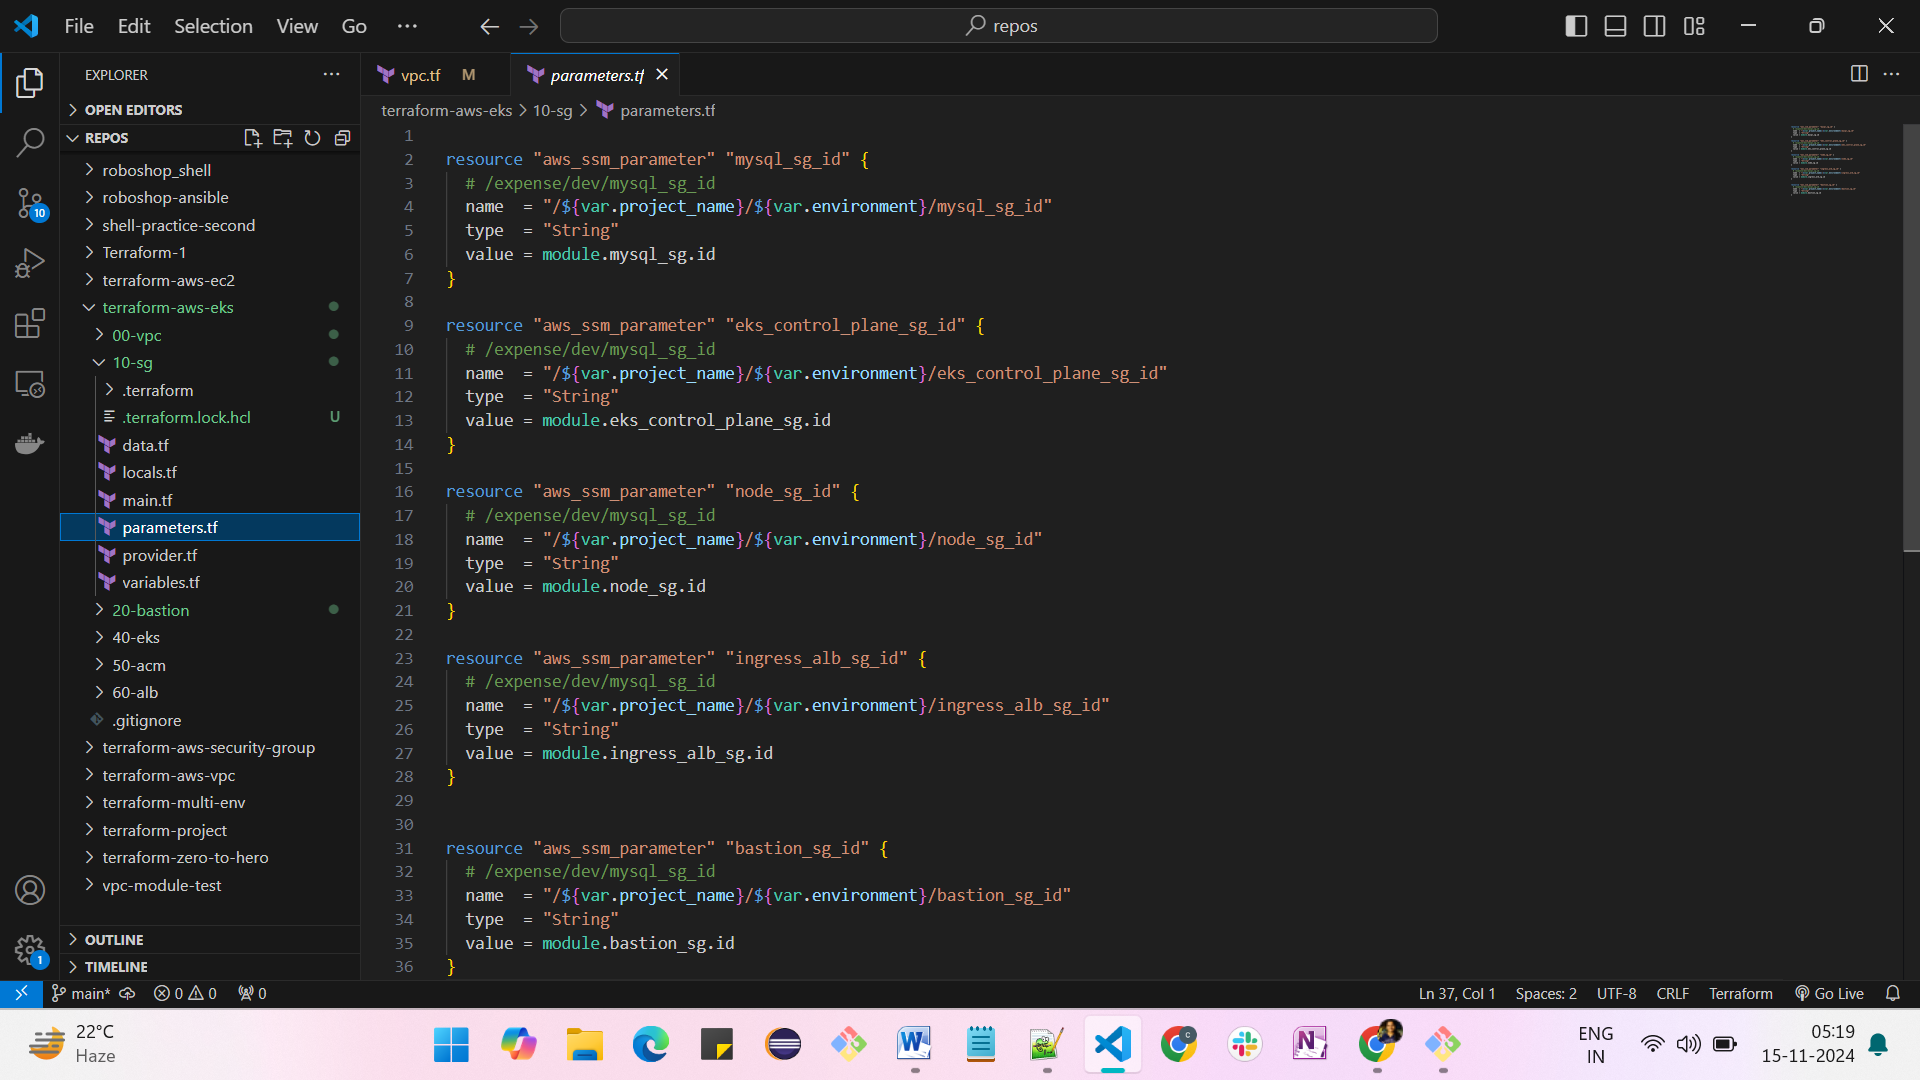 File Edit Selection View Go ··· repos
EXPLORER ···
OPEN EDITORS
REPOS
roboshop_shell
roboshop-ansible
shell-practice-second
Terraform-1
terraform-aws-ec2
terraform-aws-eks
00-vpc
10-sg
.terraform
.terraform.lock.hcl U
data.tf
locals.tf
main.tf
parameters.tf
provider.tf
variables.tf
20-bastion
40-eks
50-acm
60-alb
.gitignore
terraform-aws-security-group
terraform-aws-vpc
terraform-multi-env
terraform-project
terraform-zero-to-hero
vpc-module-test
OUTLINE
TIMELINE
10
1
vpc.tf M parameters.tf
terraform-aws-eks > 10-sg > parameters.tf
1
2 resource "aws_ssm_parameter" "mysql_sg_id" {
3 # /expense/dev/mysql_sg_id
4 name  = "/${var.project_name}/${var.environment}/mysql_sg_id"
5 type  = "String"
6 value = module.mysql_sg.id
7 }
8
9 resource "aws_ssm_parameter" "eks_control_plane_sg_id" {
10 # /expense/dev/mysql_sg_id
11 name  = "/${var.project_name}/${var.environment}/eks_control_plane_sg_id"
12 type  = "String"
13 value = module.eks_control_plane_sg.id
14 }
15
16 resource "aws_ssm_parameter" "node_sg_id" {
17 # /expense/dev/mysql_sg_id
18 name  = "/${var.project_name}/${var.environment}/node_sg_id"
19 type  = "String"
20 value = module.node_sg.id
21 }
22
23 resource "aws_ssm_parameter" "ingress_alb_sg_id" {
24 # /expense/dev/mysql_sg_id
25 name  = "/${var.project_name}/${var.environment}/ingress_alb_sg_id"
26 type  = "String"
27 value = module.ingress_alb_sg.id
28 }
29
30
31 resource "aws_ssm_parameter" "bastion_sg_id" {
32 # /expense/dev/mysql_sg_id
33 name  = "/${var.project_name}/${var.environment}/bastion_sg_id"
34 type  = "String"
35 value = module.bastion_sg.id
36 }
main* 0 0 0 Ln 37, Col 1 Spaces: 2 UTF-8 CRLF Terraform Go Live
22°C
Haze
ENG
IN
05:19
15-11-2024